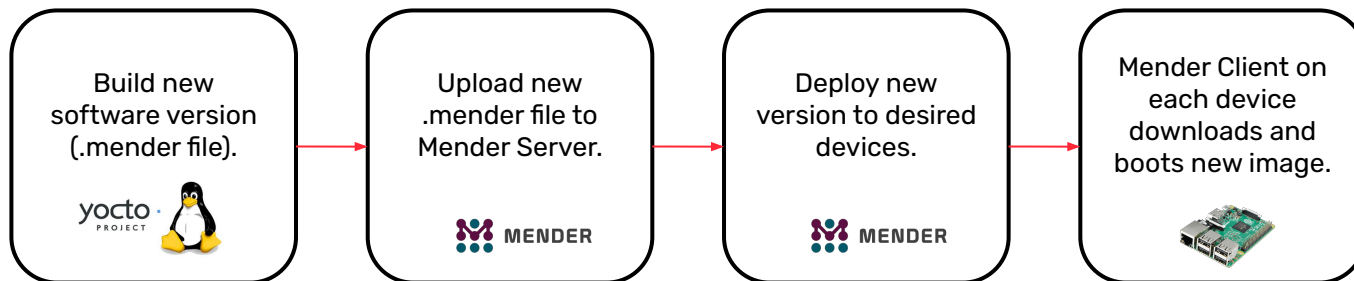 Build new
software version
(.mender file).
yocto
PROJECT
Upload new
.mender file to
Mender Server.
MENDER
Deploy new
version to desired
devices.
MENDER
Mender Client on
each device
downloads and
boots new image.